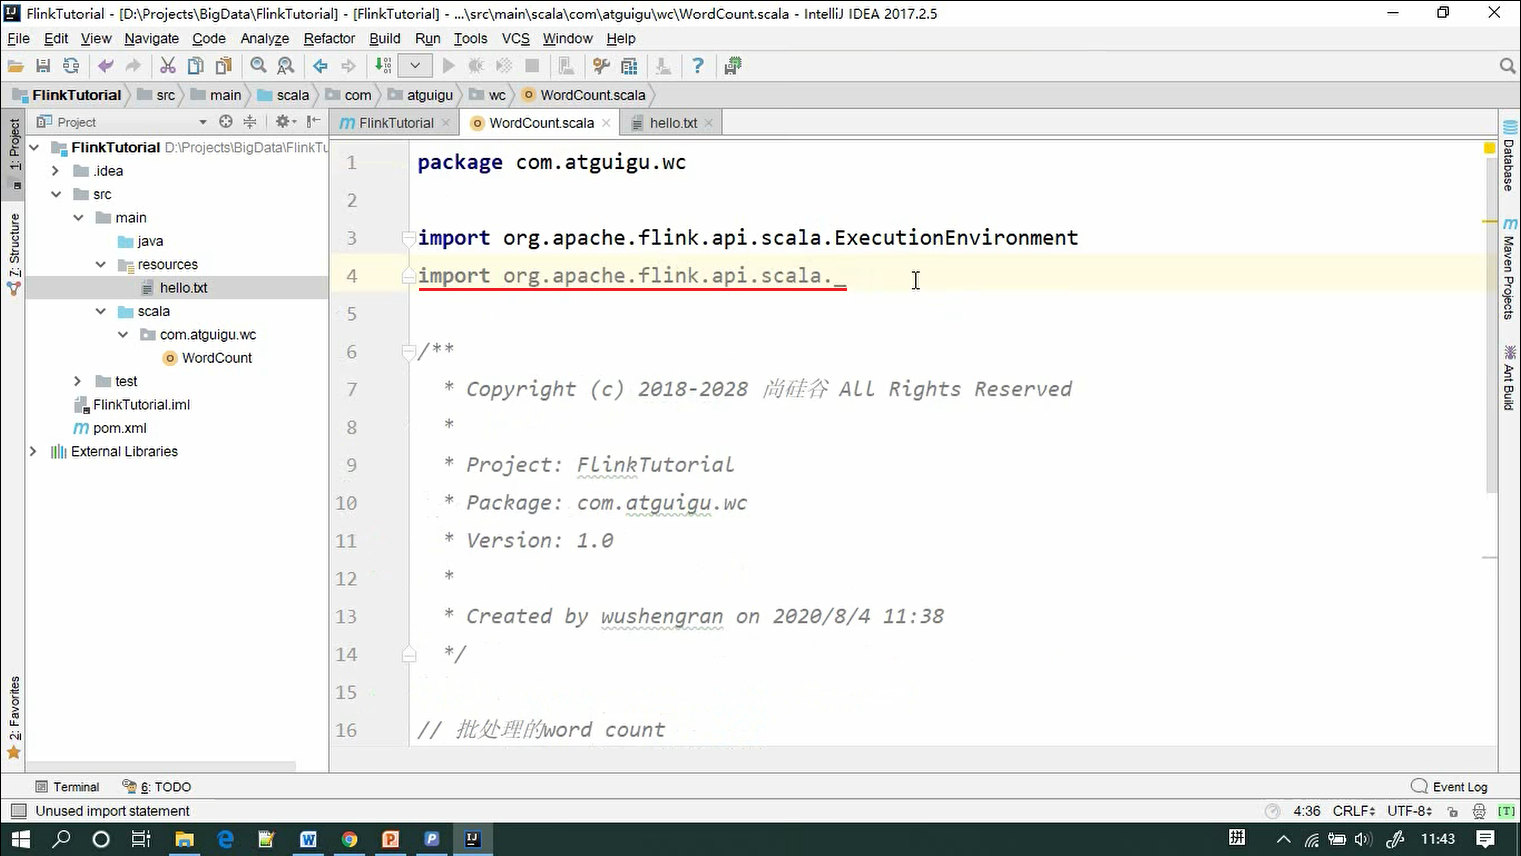 FlinkTutorial - [D:\Projects\BigData\FlinkTutorial] - [FlinkTutorial] - ...\src\main\scala\com\atguigu\wc\WordCount.scala - IntelliJ IDEA 2017.2.5
File Edit View Navigate Code Analyze Refactor Build Run Tools VCS Window Help
FlinkTutorial src main scala com atguigu wc WordCount.scala
Project
FlinkTutorial WordCount.scala hello.txt
FlinkTutorial D:\Projects\BigData\FlinkTu
.idea
src
main
java
resources
hello.txt
scala
com.atguigu.wc
WordCount
test
FlinkTutorial.iml
pom.xml
External Libraries
1: Project
7: Structure
2: Favorites
1 package com.atguigu.wc
2
3 import org.apache.flink.api.scala.ExecutionEnvironment
4 import org.apache.flink.api.scala._
5
6 /**
7 * Copyright (c) 2018-2028 尚硅谷 All Rights Reserved
8 *
9 * Project: FlinkTutorial
10 * Package: com.atguigu.wc
11 * Version: 1.0
12 *
13 * Created by wushengran on 2020/8/4 11:38
14 */
15
16 // 批处理的word count
Database
Maven Projects
Ant Build
Terminal 6: TODO Event Log
Unused import statement 4:36 CRLF UTF-8 [T]
拼 11:43